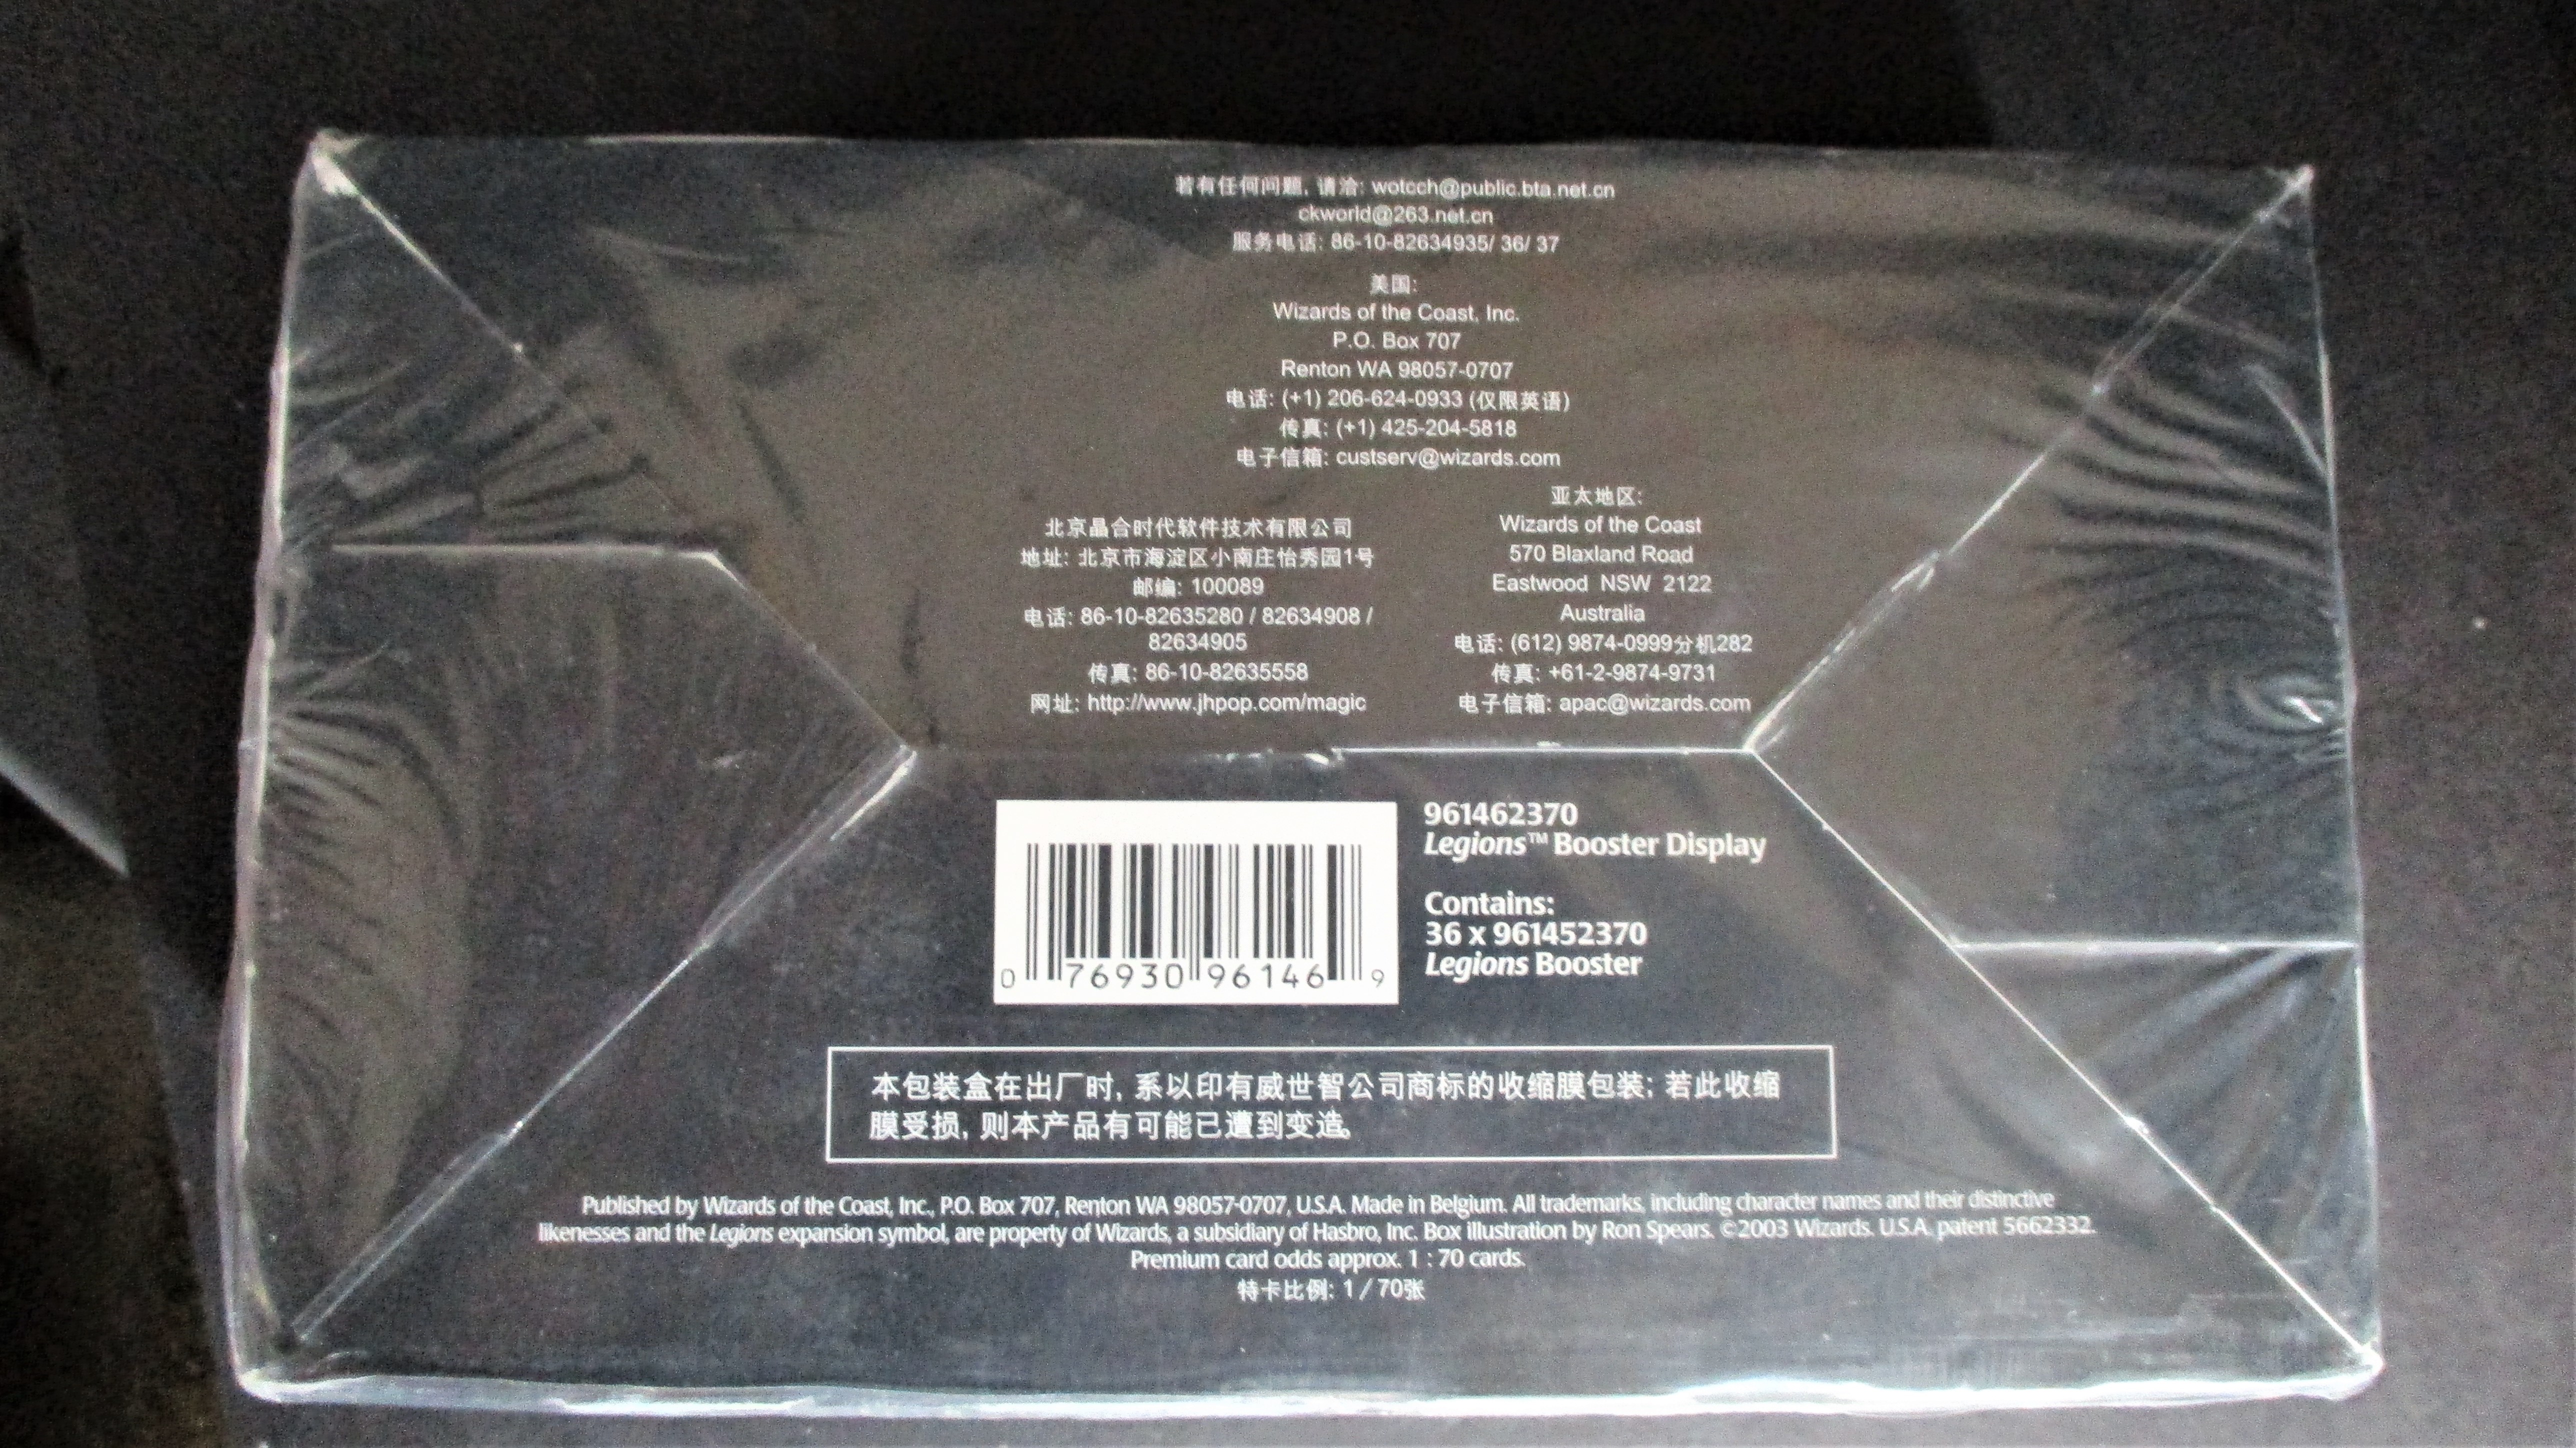 若有任何问题, 请洽: wotcch@public.bta.net.cn
ckworld@263.net.cn
服务电话: 86-10-82634935/ 36/ 37
美国:
Wizards of the Coast, Inc.
P.O. Box 707
Renton WA 98057-0707
电话: (+1) 206-624-0933 (仅限英语)
传真: (+1) 425-204-5818
电子信箱: custserv@wizards.com
北京晶合时代软件技术有限公司
地址: 北京市海淀区小南庄怡秀园1号
邮编: 100089
电话: 86-10-82635280 / 82634908 /
82634905
传真: 86-10-82635558
网址: http://www.jhpop.com/magic
亚太地区:
Wizards of the Coast
570 Blaxland Road
Eastwood NSW 2122
Australia
电话: (612) 9874-0999分机282
传真: +61-2-9874-9731
电子信箱: apac@wizards.com
0 76930 96146 9
961462370
Legions™ Booster Display
Contains:
36 x 961452370
Legions Booster
本包装盒在出厂时, 系以印有威世智公司商标的收缩膜包装; 若此收缩
膜受损, 则本产品有可能已遭到变造。
Published by Wizards of the Coast, Inc., P.O. Box 707, Renton WA 98057-0707, U.S.A. Made in Belgium. All trademarks, including character names and their distinctive
likenesses and the Legions expansion symbol, are property of Wizards, a subsidiary of Hasbro, Inc. Box illustration by Ron Spears. ©2003 Wizards. U.S.A. patent 5662332.
Premium card odds approx. 1 : 70 cards.
特卡比例: 1 / 70张